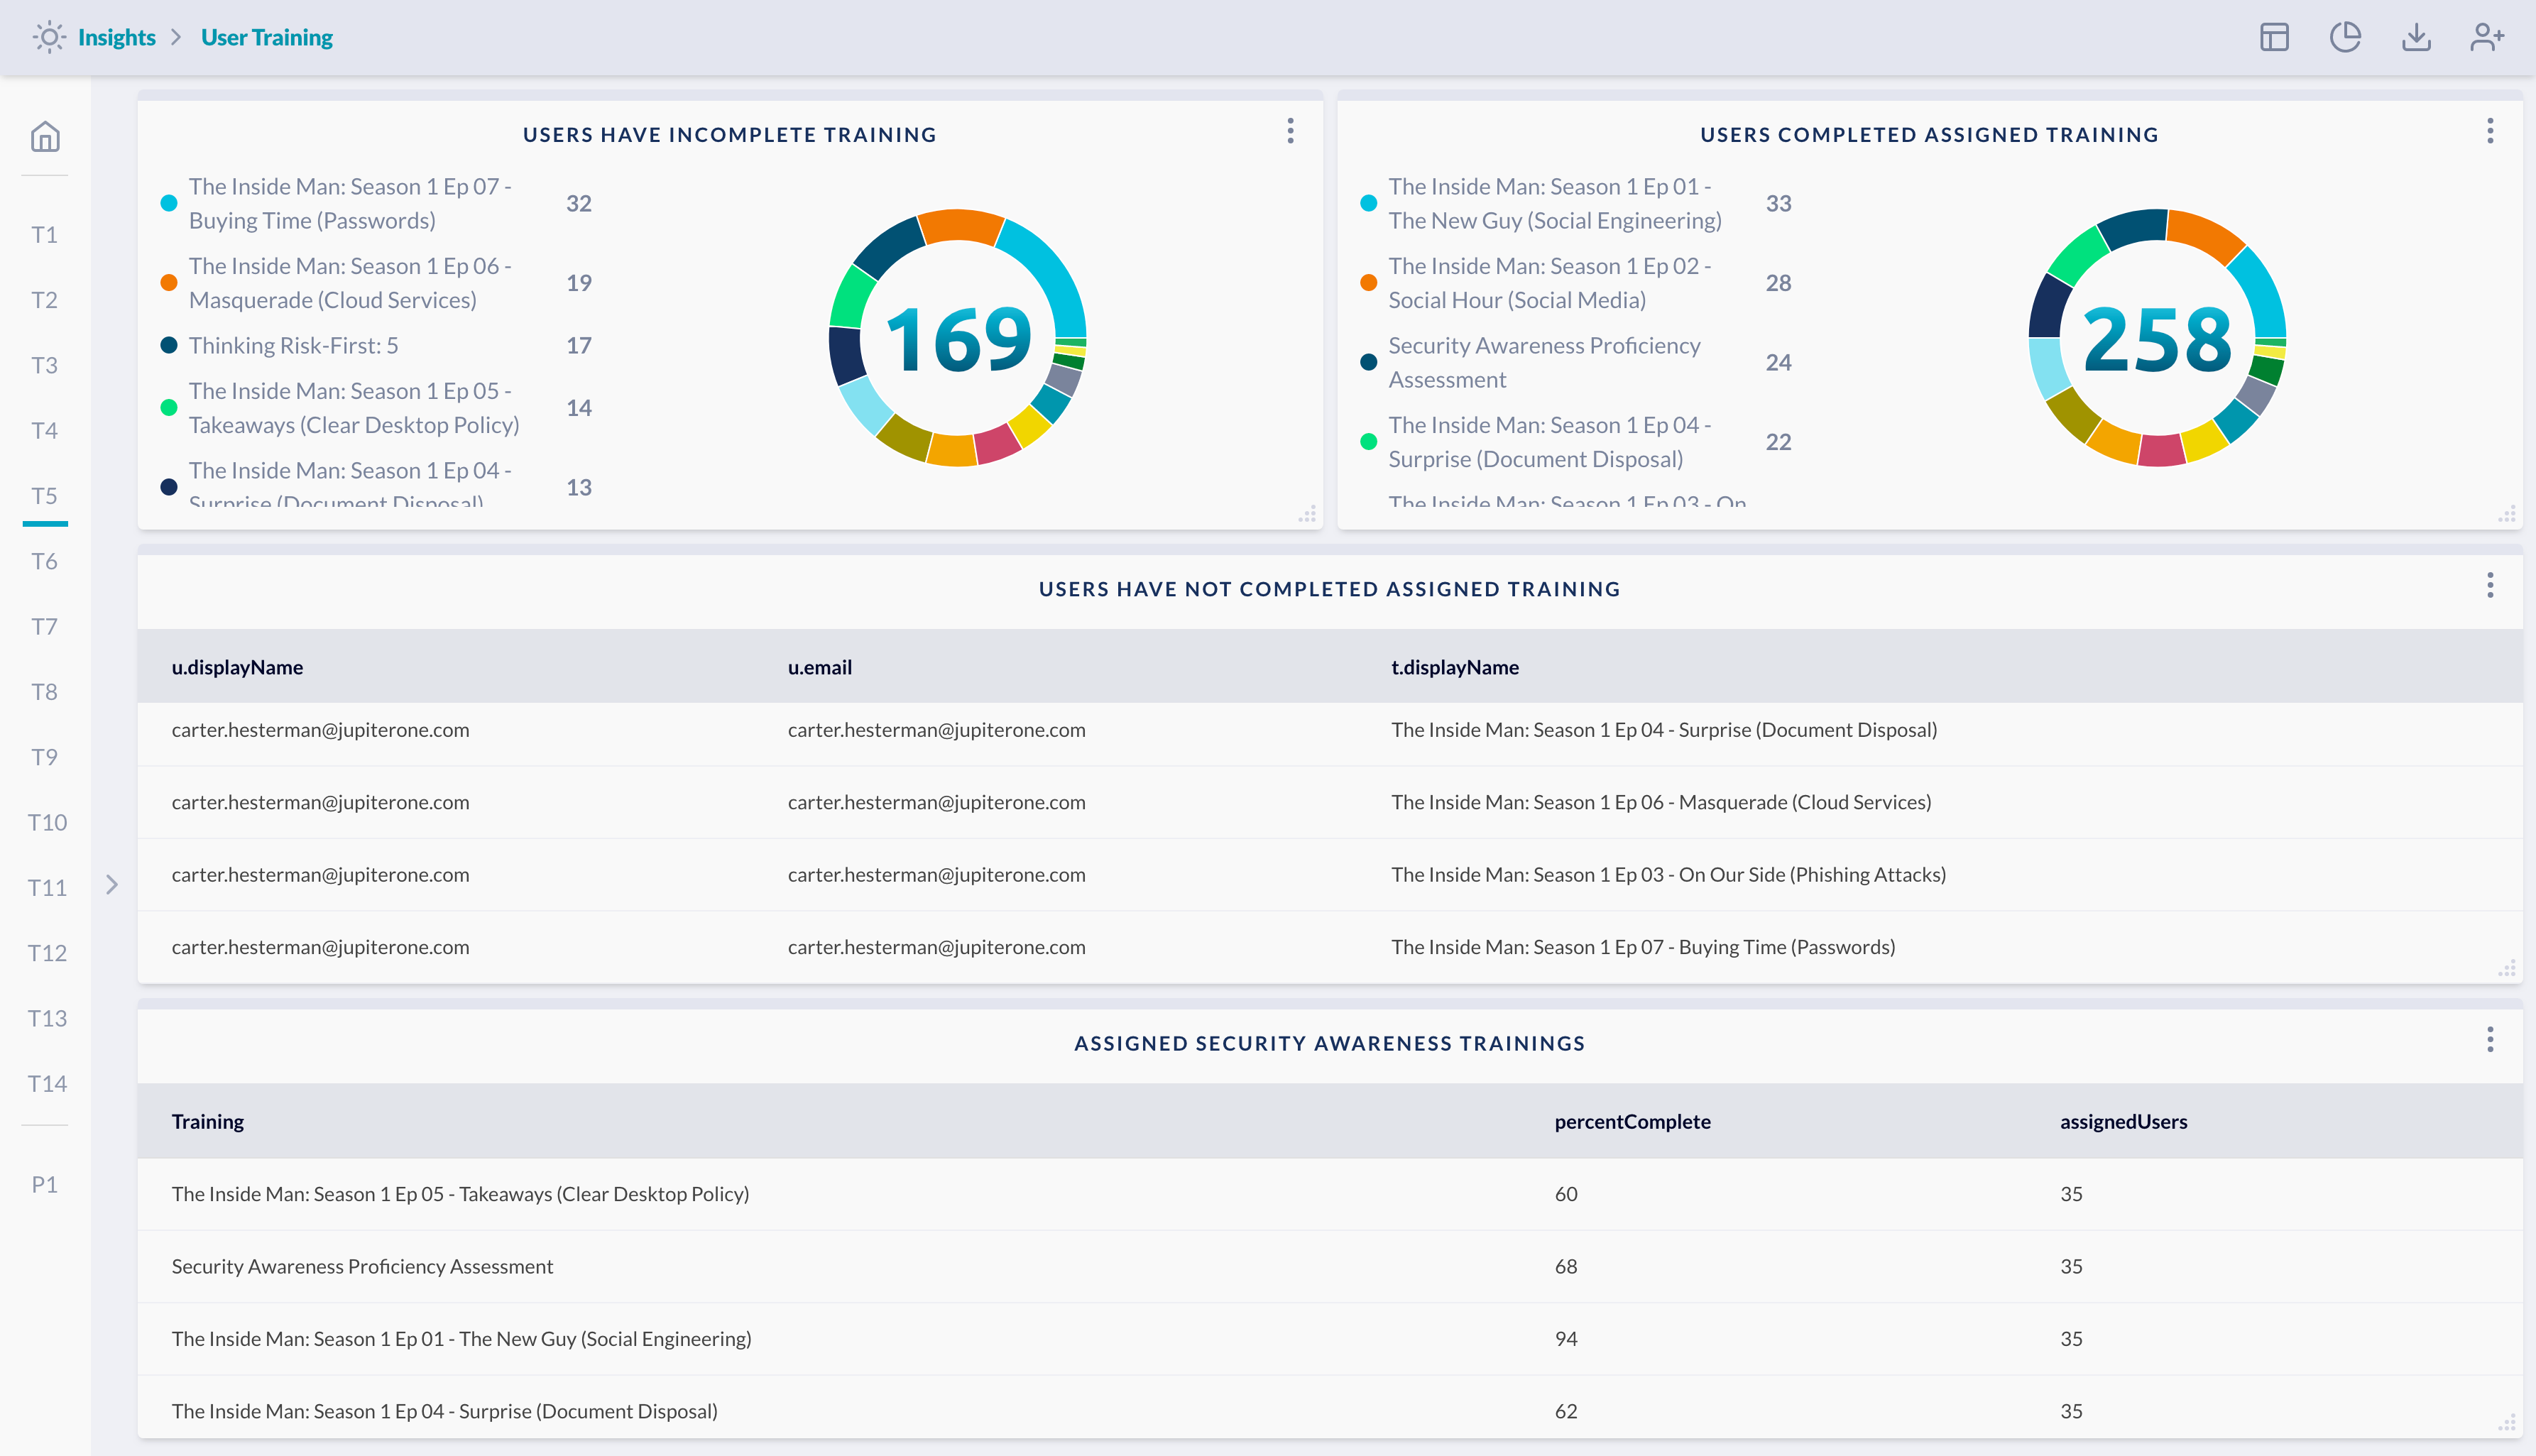 Insights > User Training
T1
T2
T3
T4
T5
T6
T7
T8
T9
T10
T11
T12
T13
T14
P1
USERS HAVE INCOMPLETE TRAINING
The Inside Man: Season 1 Ep 07 -
Buying Time (Passwords)
32
The Inside Man: Season 1 Ep 06 -
Masquerade (Cloud Services)
19
Thinking Risk-First: 5
17
The Inside Man: Season 1 Ep 05 -
Takeaways (Clear Desktop Policy)
14
The Inside Man: Season 1 Ep 04 -
Surprise (Document Disposal)
13
169
USERS COMPLETED ASSIGNED TRAINING
The Inside Man: Season 1 Ep 01 -
The New Guy (Social Engineering)
33
The Inside Man: Season 1 Ep 02 -
Social Hour (Social Media)
28
Security Awareness Proficiency
Assessment
24
The Inside Man: Season 1 Ep 04 -
Surprise (Document Disposal)
22
The Inside Man: Season 1 Ep 03 - On
258
USERS HAVE NOT COMPLETED ASSIGNED TRAINING
u.displayName u.email t.displayName
carter.hesterman@jupiterone.com carter.hesterman@jupiterone.com The Inside Man: Season 1 Ep 04 - Surprise (Document Disposal)
carter.hesterman@jupiterone.com carter.hesterman@jupiterone.com The Inside Man: Season 1 Ep 06 - Masquerade (Cloud Services)
carter.hesterman@jupiterone.com carter.hesterman@jupiterone.com The Inside Man: Season 1 Ep 03 - On Our Side (Phishing Attacks)
carter.hesterman@jupiterone.com carter.hesterman@jupiterone.com The Inside Man: Season 1 Ep 07 - Buying Time (Passwords)
ASSIGNED SECURITY AWARENESS TRAININGS
Training percentComplete assignedUsers
The Inside Man: Season 1 Ep 05 - Takeaways (Clear Desktop Policy) 60 35
Security Awareness Proficiency Assessment 68 35
The Inside Man: Season 1 Ep 01 - The New Guy (Social Engineering) 94 35
The Inside Man: Season 1 Ep 04 - Surprise (Document Disposal) 62 35